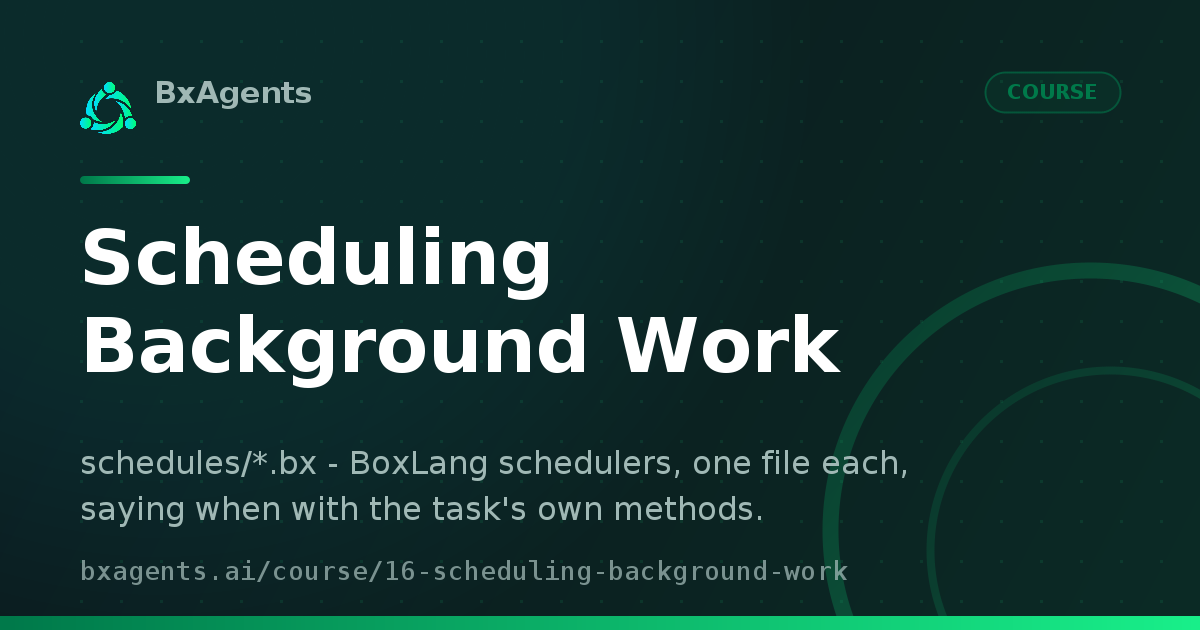 BxAgents
COURSE
Scheduling
Background Work
schedules/*.bx - BoxLang schedulers, one file each,
saying when with the task's own methods.
bxagents.ai/course/16-scheduling-background-work